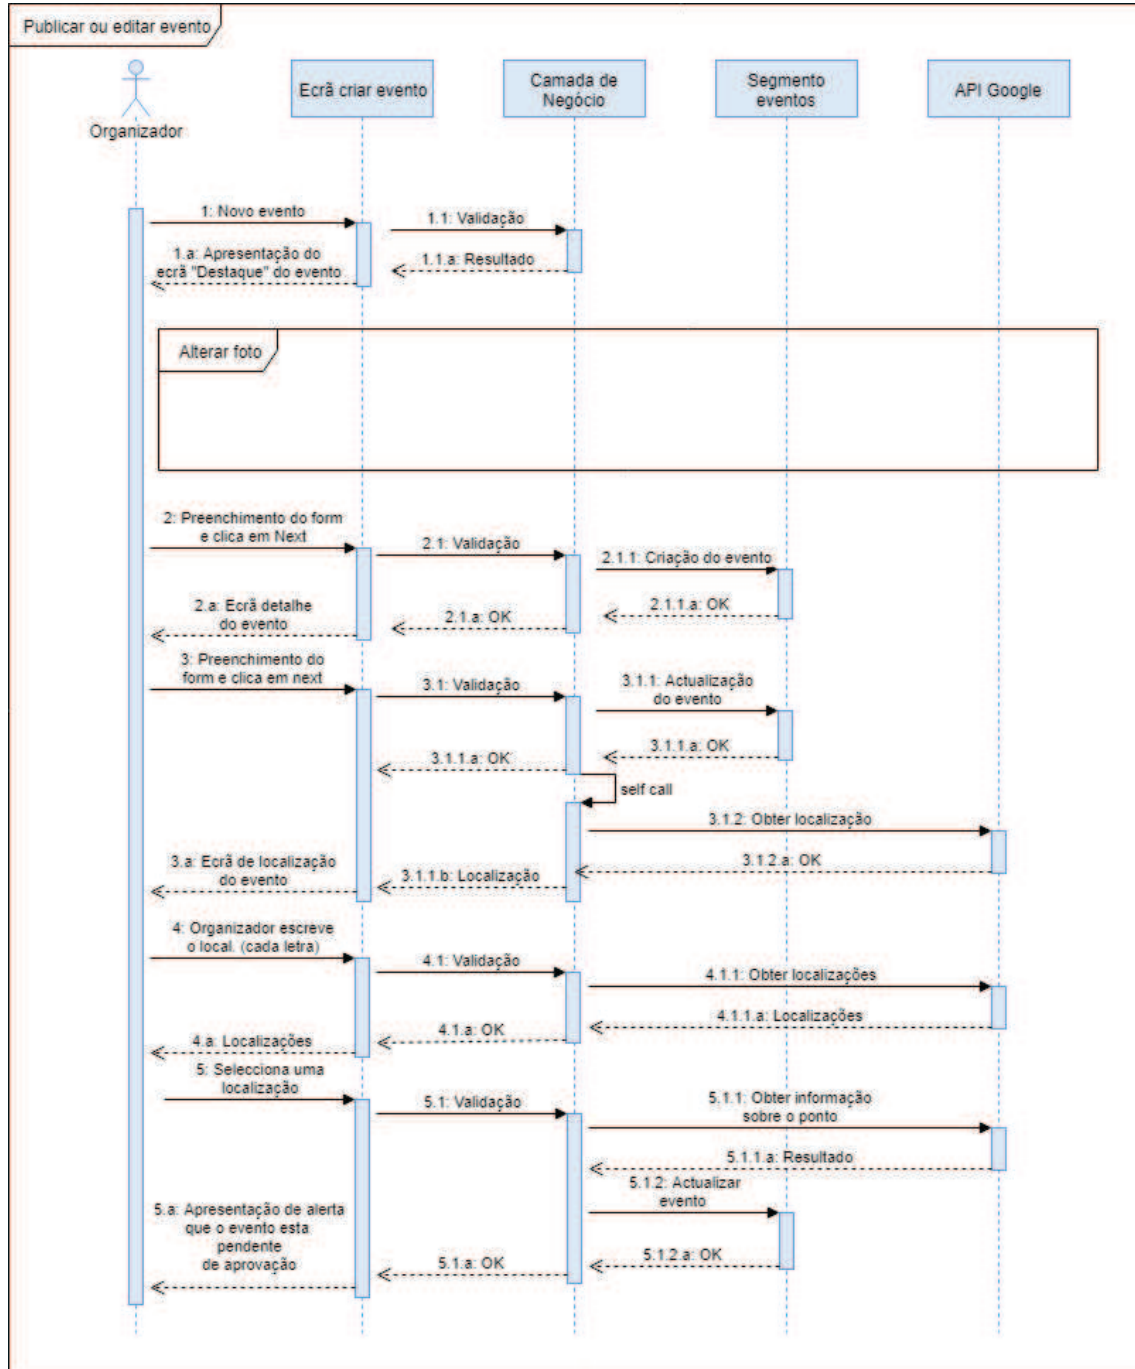 Publicar ou editar evento
Organizador
Ecrã criar evento
Camada de
Negócio
Segmento
eventos
API Google
1: Novo evento
1.1: Validação
1.a: Apresentação do
ecrã "Destaque" do evento
1.1.a: Resultado
Alterar foto
2: Preenchimento do form
e clica em Next
2.1: Validação
2.1.1: Criação do evento
2.a: Ecrã detalhe
do evento
2.1.a: OK
2.1.1.a: OK
3: Preenchimento do
form e clica em next
3.1: Validação
3.1.1: Actualização
do evento
3.1.1.a: OK
3.1.1.a: OK
self call
3.1.2: Obter localização
3.a: Ecrã de localização
do evento
3.1.1.b: Localização
3.1.2.a: OK
4: Organizador escreve
o local. (cada letra)
4.1: Validação
4.1.1: Obter localizações
4.1.1.a: Localizações
4.1.a: OK
4.a: Localizações
5: Selecciona uma
localização
5.1: Validação
5.1.1: Obter informação
sobre o ponto
5.1.1.a: Resultado
5.1.2: Actualizar
evento
5.a: Apresentação de alerta
que o evento esta
pendente
de aprovação
5.1.a: OK
5.1.2.a: OK